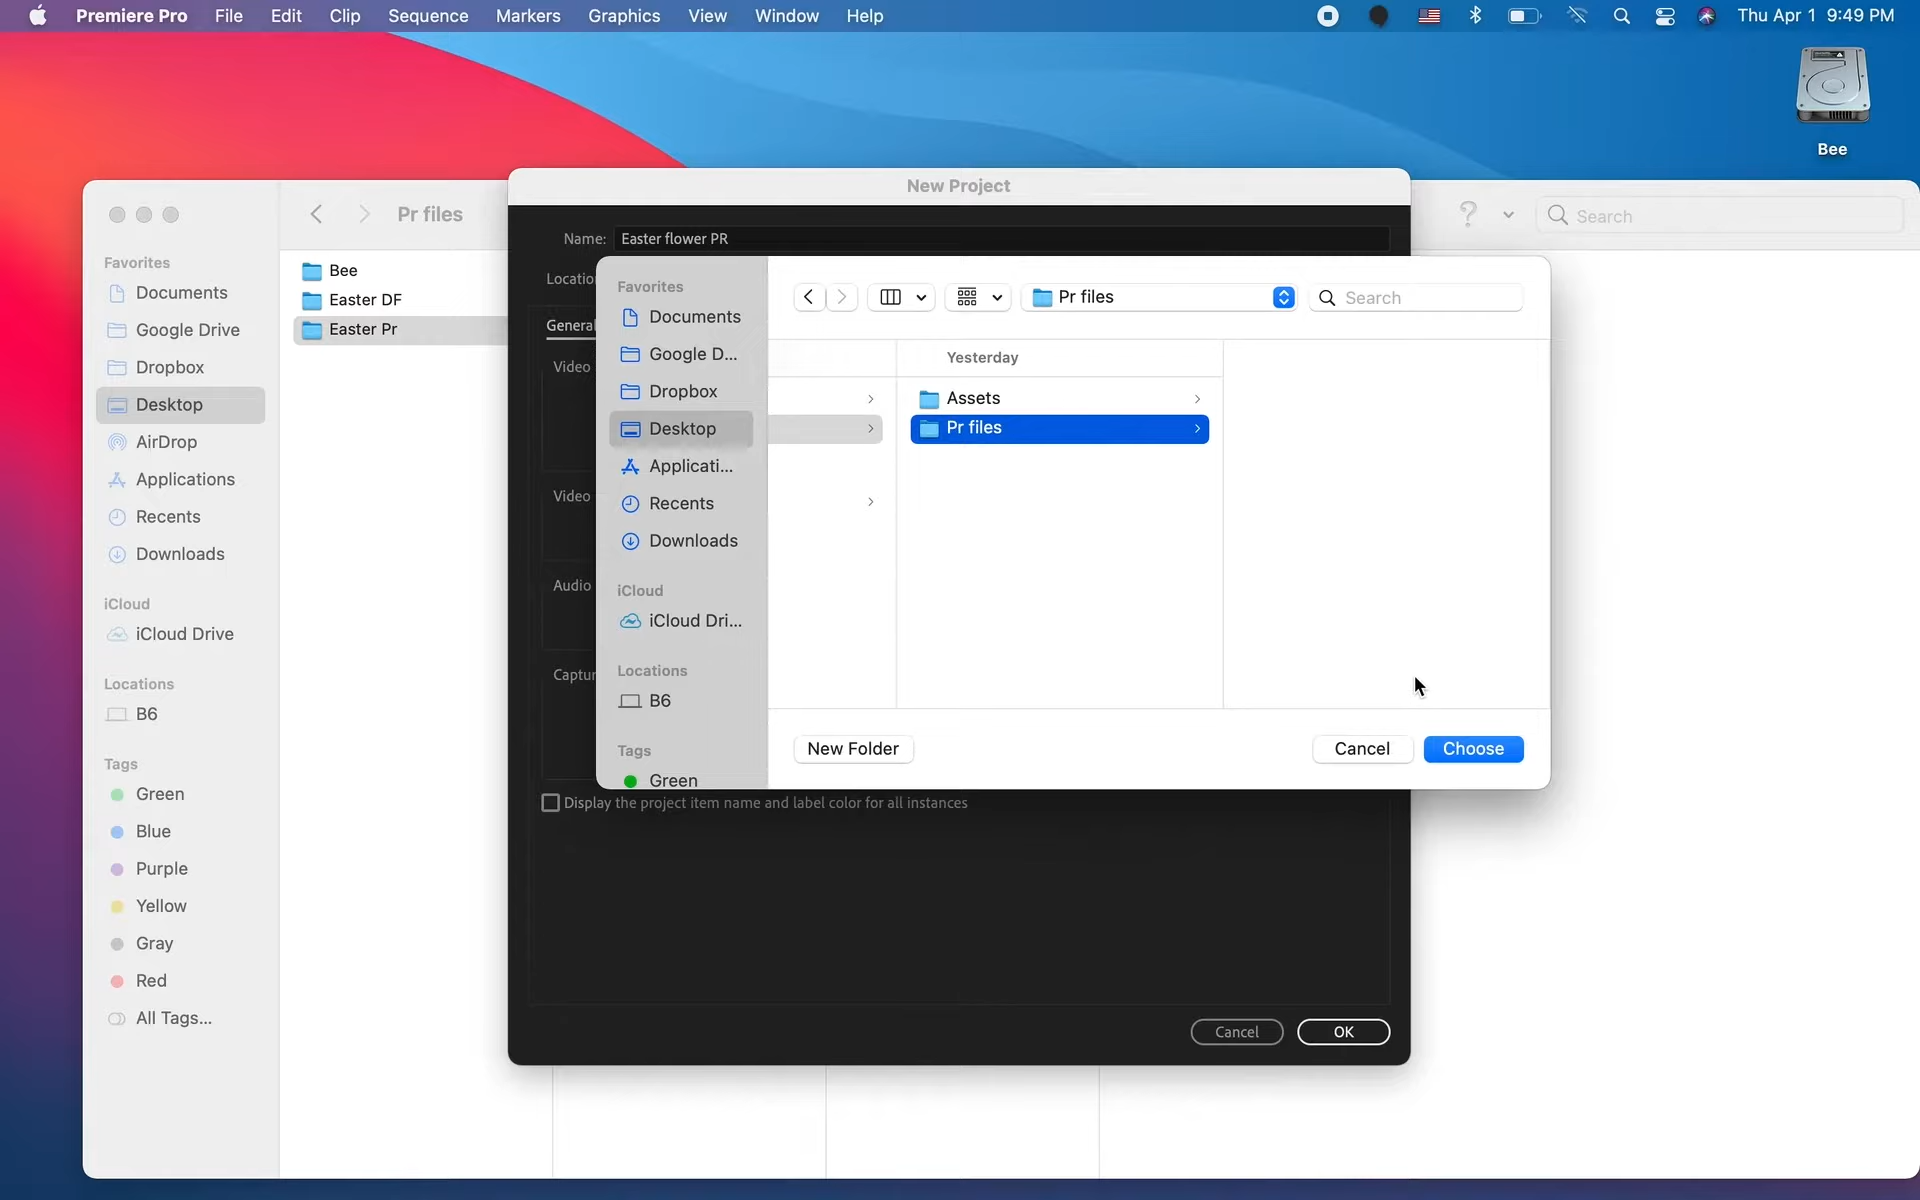 Premiere Pro File Edit Clip Sequence Markers Graphics View Window Help Thu Apr 1 9:49 PM
Bee
Pr files
Search
Favorites
Documents
Google Drive
Dropbox
Desktop
AirDrop
Applications
Recents
Downloads
iCloud
iCloud Drive
Locations
B6
Tags
Green
Blue
Purple
Yellow
Gray
Red
All Tags...
Bee
Easter DF
Easter Pr
New Project
Name: Easter flower PR
Locatio
General
Video
Video
Audio
Captur
Display the project item name and label color for all instances
Cancel OK
Favorites
Documents
Google D...
Dropbox
Desktop
Applicati...
Recents
Downloads
iCloud
iCloud Dri...
Locations
B6
Tags
Green
Pr files
Search
Yesterday
Assets
Pr files
New Folder Cancel Choose